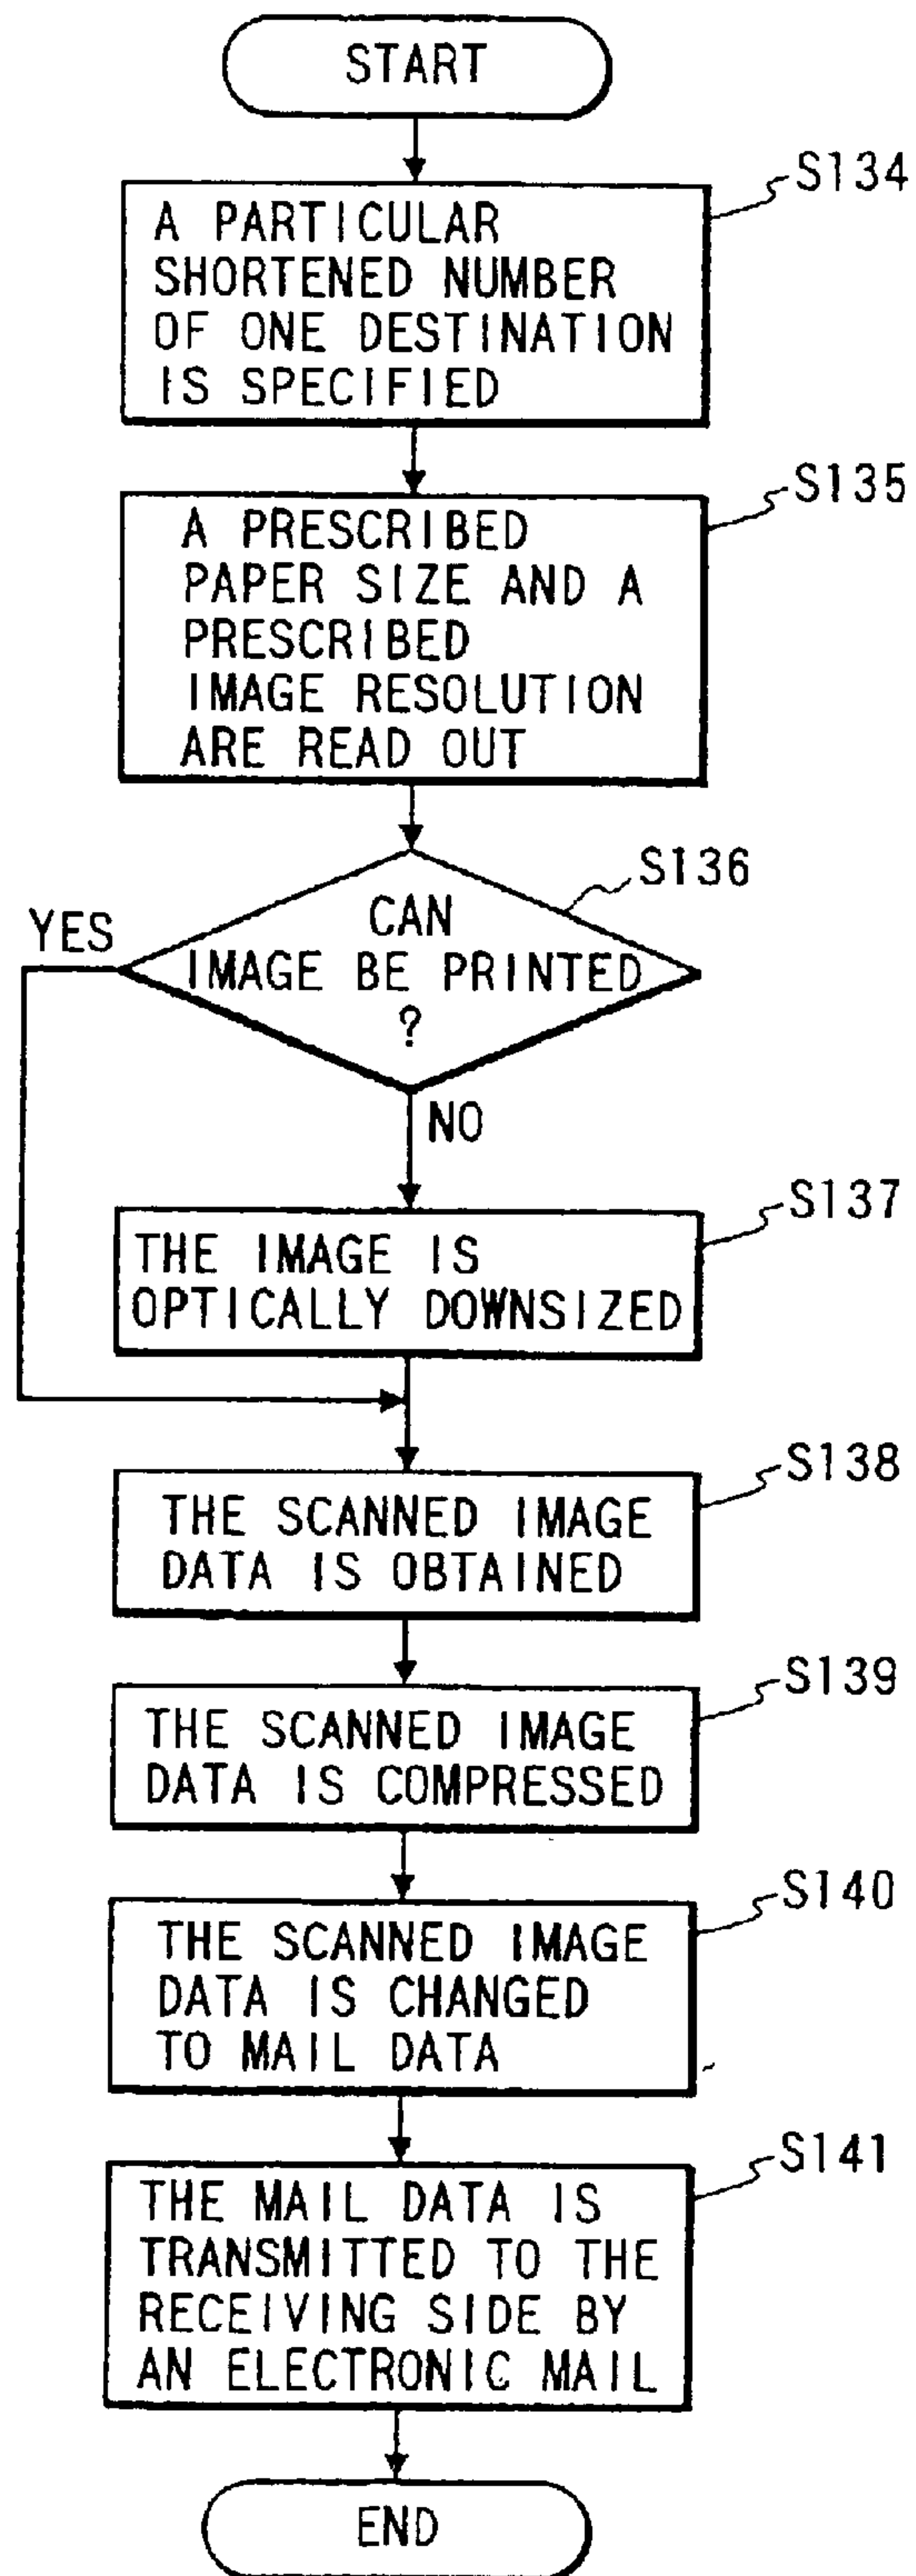 START
S134
A PARTICULAR
SHORTENED NUMBER
OF ONE DESTINATION
IS SPECIFIED
S135
A PRESCRIBED
PAPER SIZE AND A
PRESCRIBED
IMAGE RESOLUTION
ARE READ OUT
S136
YES
CAN
IMAGE BE PRINTED
?
NO
S137
THE IMAGE IS
OPTICALLY DOWNSIZED
S138
THE SCANNED IMAGE
DATA IS OBTAINED
S139
THE SCANNED IMAGE
DATA IS COMPRESSED
S140
THE SCANNED IMAGE
DATA IS CHANGED
TO MAIL DATA
S141
THE MAIL DATA IS
TRANSMITTED TO THE
RECEIVING SIDE BY
AN ELECTRONIC MAIL
END